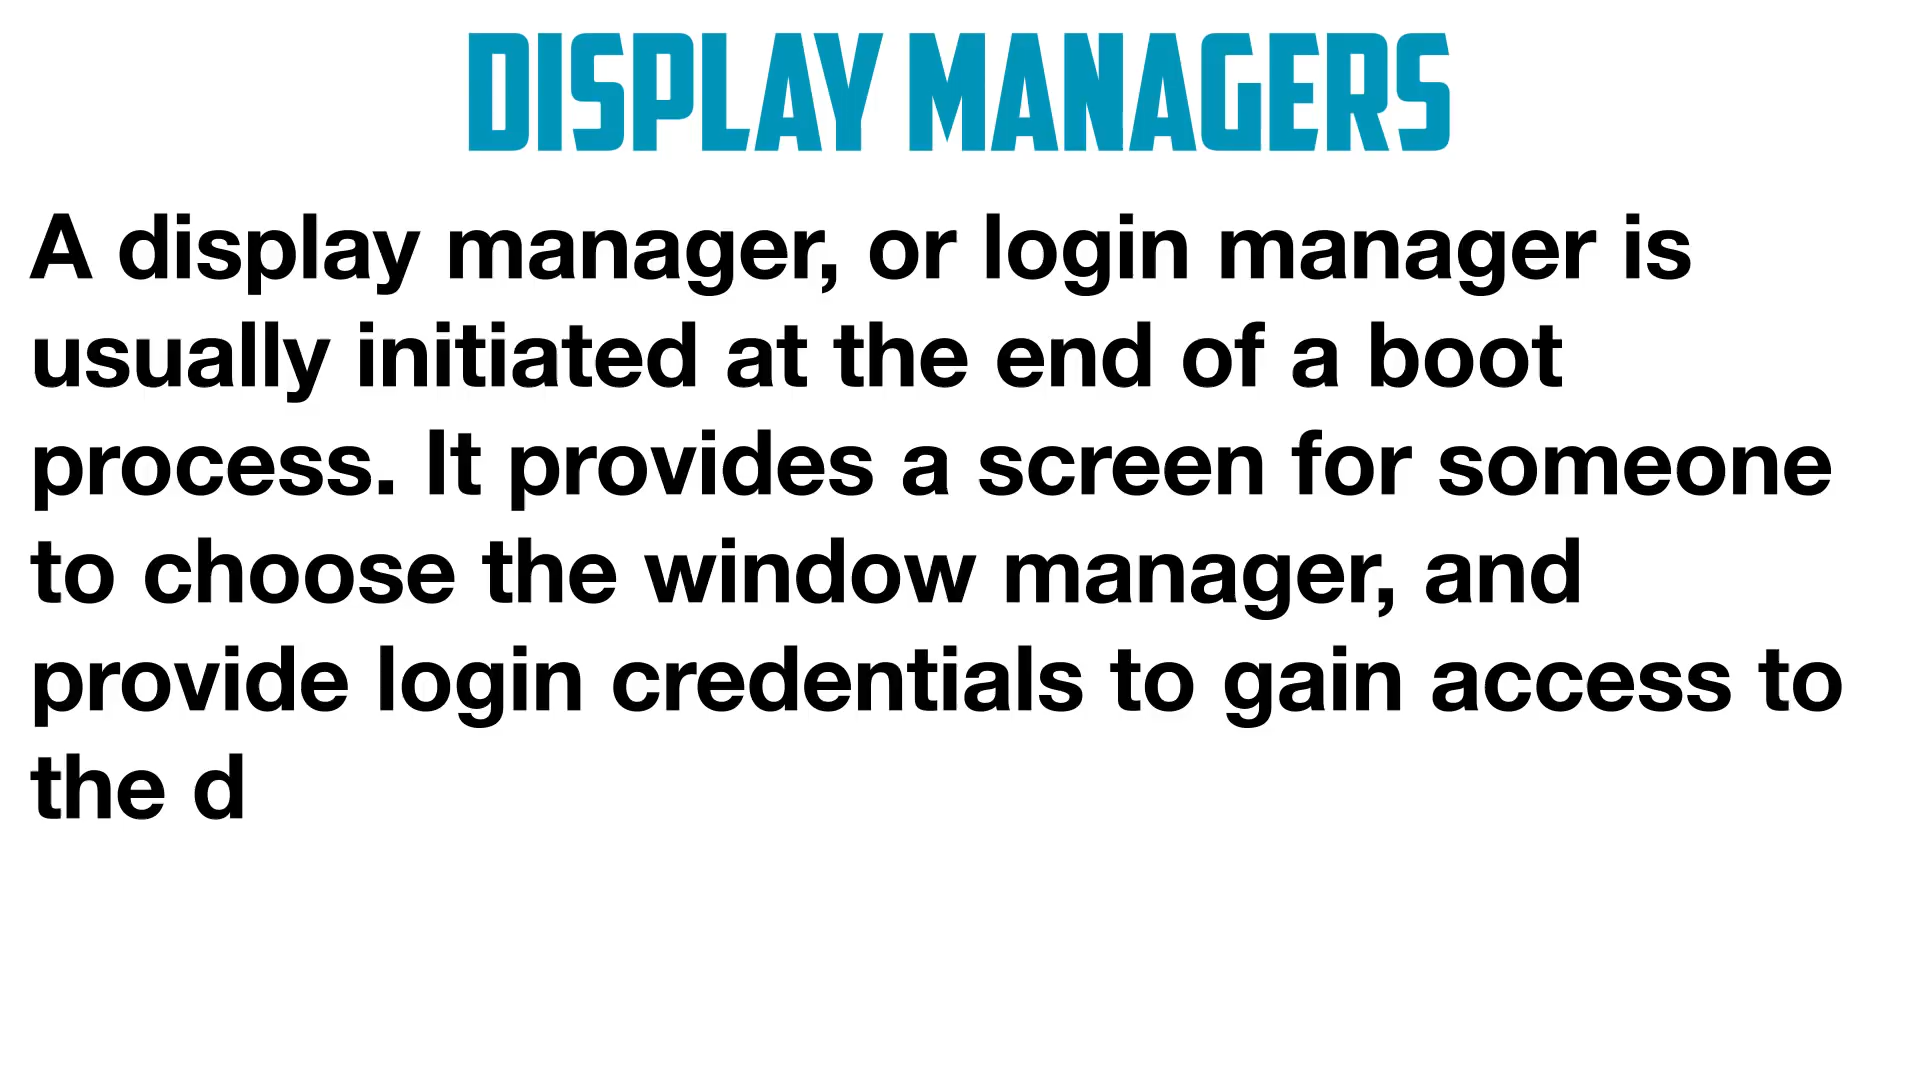 DISPLAY MANAGERS
A display manager, or login manager is
usually initiated at the end of a boot
process. It provides a screen for someone
to choose the window manager, and
provide login credentials to gain access to
the d